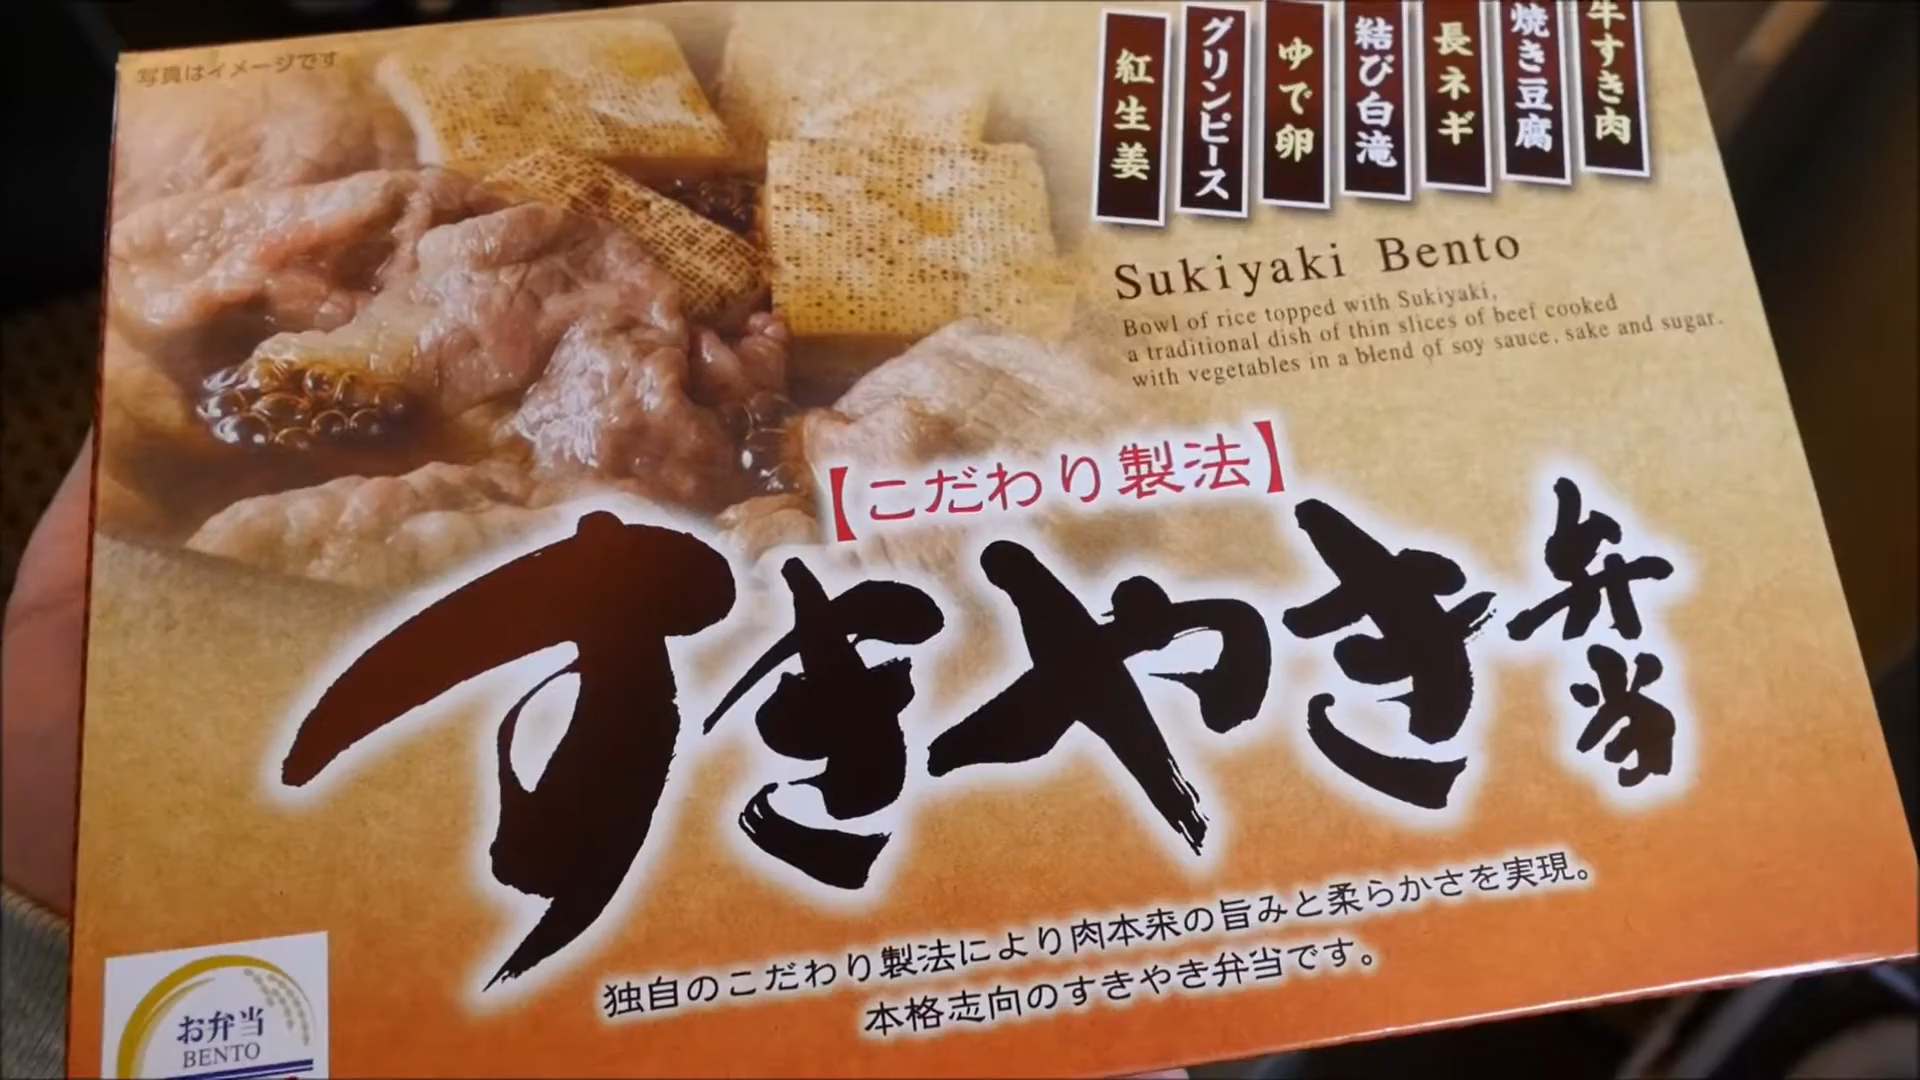 写真はイメージです
牛すき肉
焼き豆腐
長ネギ
結び白滝
ゆで卵
グリンピース
紅生姜
Sukiyaki Bento
Bowl of rice topped with Sukiyaki,
a traditional dish of thin slices of beef cooked
with vegetables in a blend of soy sauce, sake and sugar.
【こだわり製法】
すきやき弁当
独自のこだわり製法により肉本来の旨みと柔らかさを実現。
本格志向のすきやき弁当です。
お弁当
BENTO